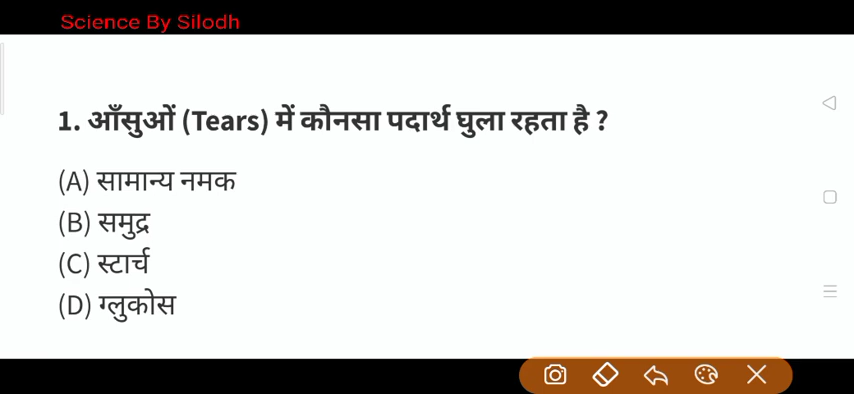 Science By Silodh
1. आँसुओं (Tears) में कौनसा पदार्थ घुला रहता है ?
(A) सामान्य नमक
(B) समुद्र
(C) स्टार्च
(D) ग्लुकोस